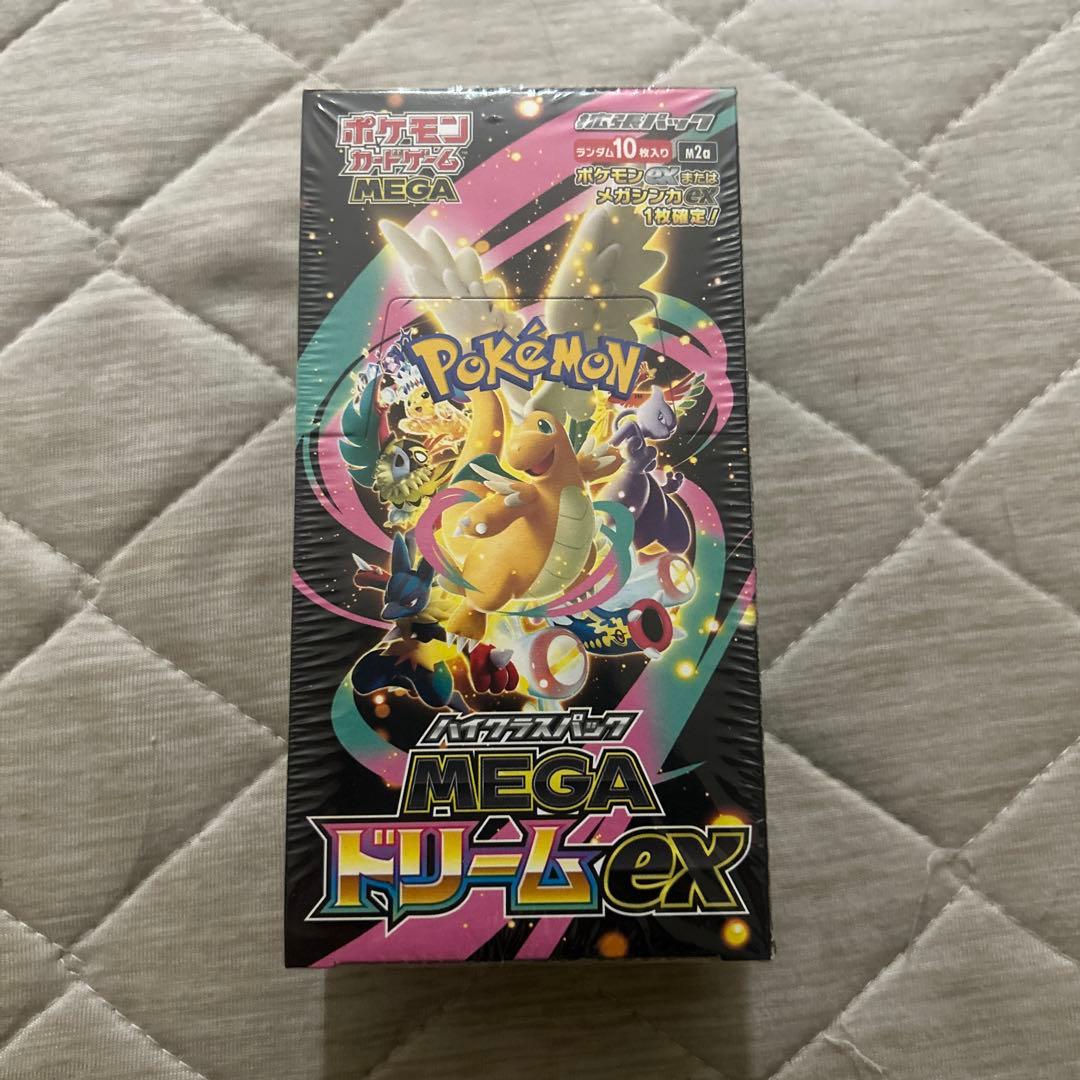 ポケモン
カードゲーム
MEGA
拡張パック
ランダム10枚入り M2a
ポケモンexまたは
メガシンカex
1枚確定!
POKéMON
ハイクラスパック
MEGA
ドリームex